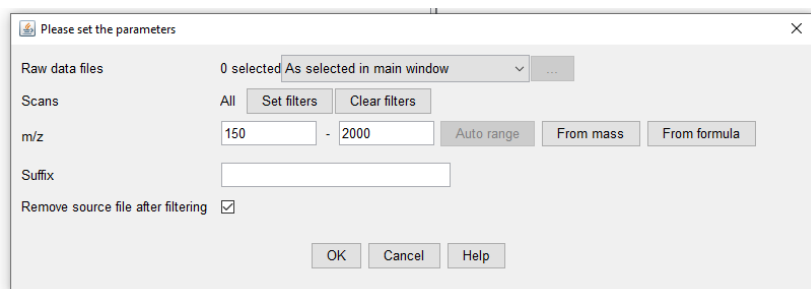 Please set the parameters
Raw data files 0 selected As selected in main window ...
Scans All Set filters Clear filters
m/z 150 - 2000 Auto range From mass From formula
Suffix
Remove source file after filtering
OK Cancel Help